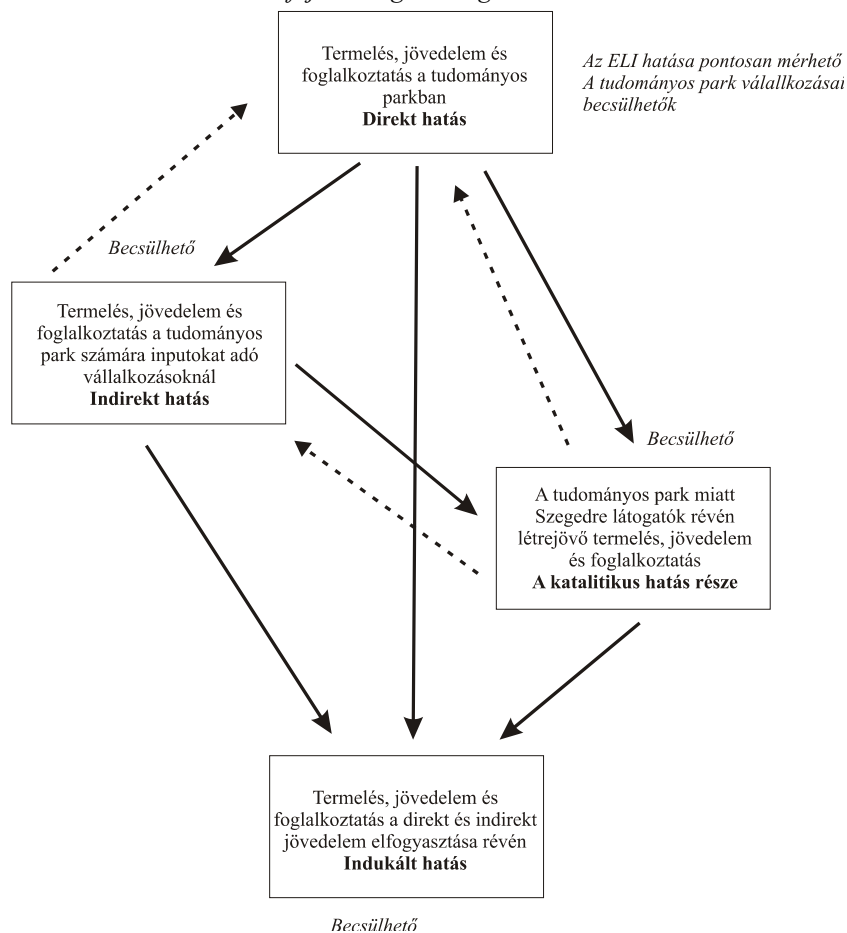 Termelés, jövedelem és
foglalkoztatás a tudományos
parkban
Direkt hatás
Az ELI hatása pontosan mérhető
A tudományos park válallkozásai
becsülhetők
Becsülhető
Termelés, jövedelem és
foglalkoztatás a tudományos
park számára inputokat adó
vállalkozásoknál
Indirekt hatás
Becsülhető
A tudományos park miatt
Szegedre látogatók révén
létrejövő termelés, jövedelem
és foglalkoztatás
A katalitikus hatás része
Termelés, jövedelem és
foglalkoztatás a direkt és indirekt
jövedelem elfogyasztása révén
Indukált hatás
Becsülhető